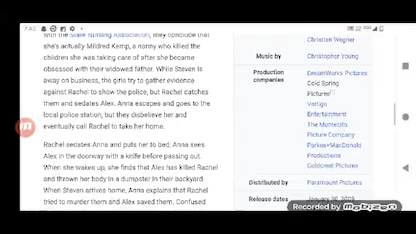 with the State Nursing Association, they conclude that
she's actually Mildred Kemp, a nanny who killed the
children she was taking care of after she became
obsessed with their widowed father. While Steven is
away on business, the girls try to gather evidence
against Rachel to show the police, but Rachel catches
them and sedates Alex. Anna escapes and goes to the
local police station, but they disbelieve her and
eventually call Rachel to take her home.
Rachel sedates Anna and puts her to bed; Anna sees
Alex in the doorway with a knife before passing out.
When she wakes up, she finds that Alex has killed Rachel
and thrown her body in a dumpster in their backyard.
When Steven arrives home, Anna explains that Rachel
tried to murder them and Alex saved them. Confused
Christian Wagner
Music by Christopher Young
Production companies
DreamWorks Pictures
Cold Spring
Pictures
Vertigo
Entertainment
The Montecito
Picture Company
Parkes+MacDonald
Productions
Goldcrest Pictures
Distributed by Paramount Pictures
Release dates January 30, 2009
Recorded by Mobizen